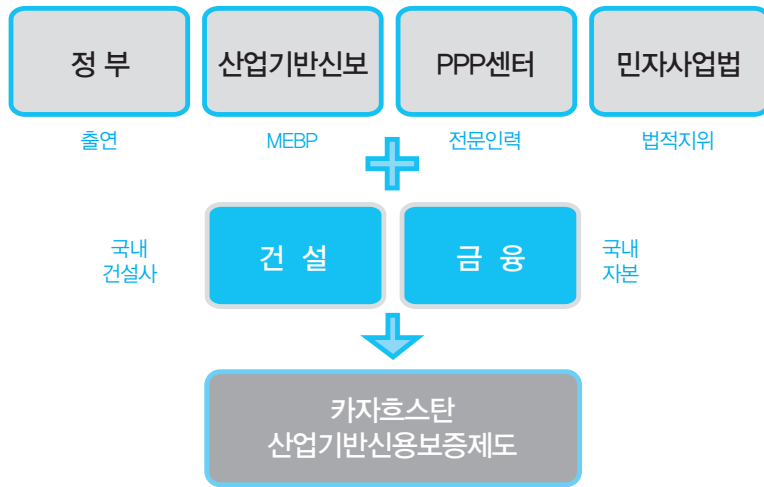 정 부
산업기반신보
PPP센터
민자사업법
출연
MEBP
전문인력
법적지위
국내
건설사
건 설
금 융
국내
자본
카자흐스탄
산업기반신용보증제도